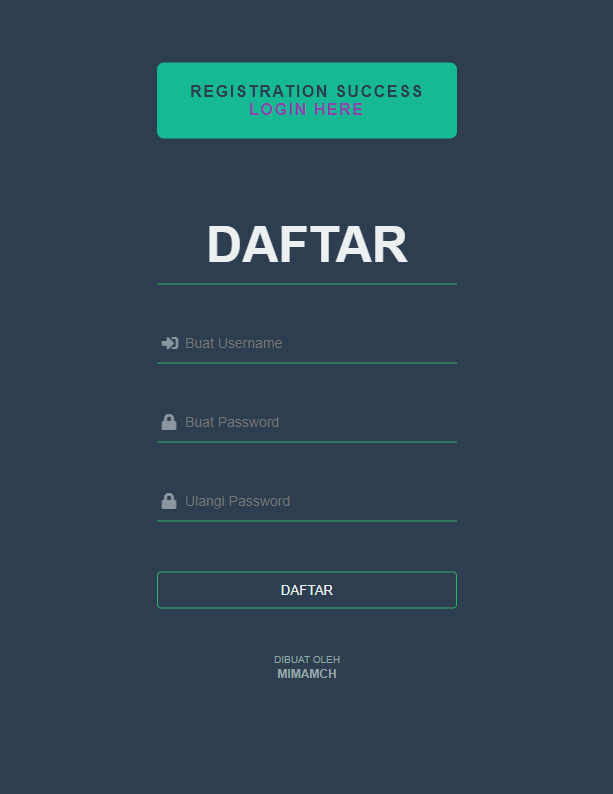 REGISTRATION SUCCESS
LOGIN HERE
DAFTAR
Buat Username
Buat Password
Ulangi Password
DAFTAR
DIBUAT OLEH
MIMAMCH